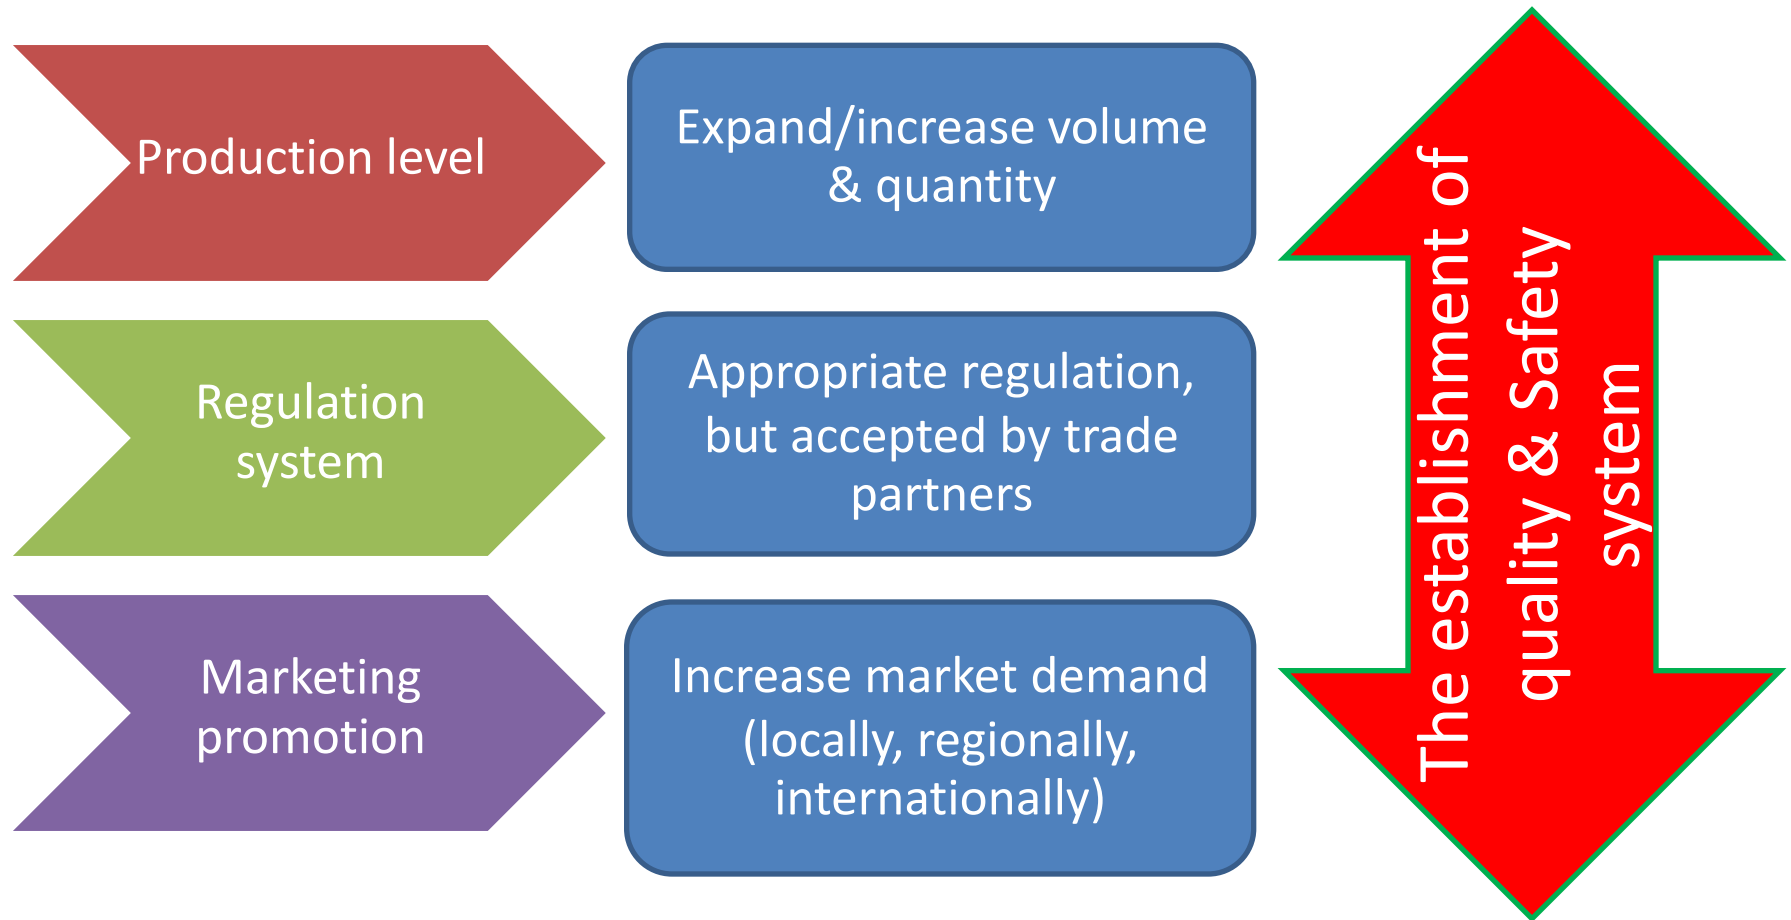 Production level
Expand/increase volume
& quantity
Regulation
system
Appropriate regulation,
but accepted by trade
partners
Marketing
promotion
Increase market demand
(locally, regionally,
internationally)
The establishment of
quality & Safety
system